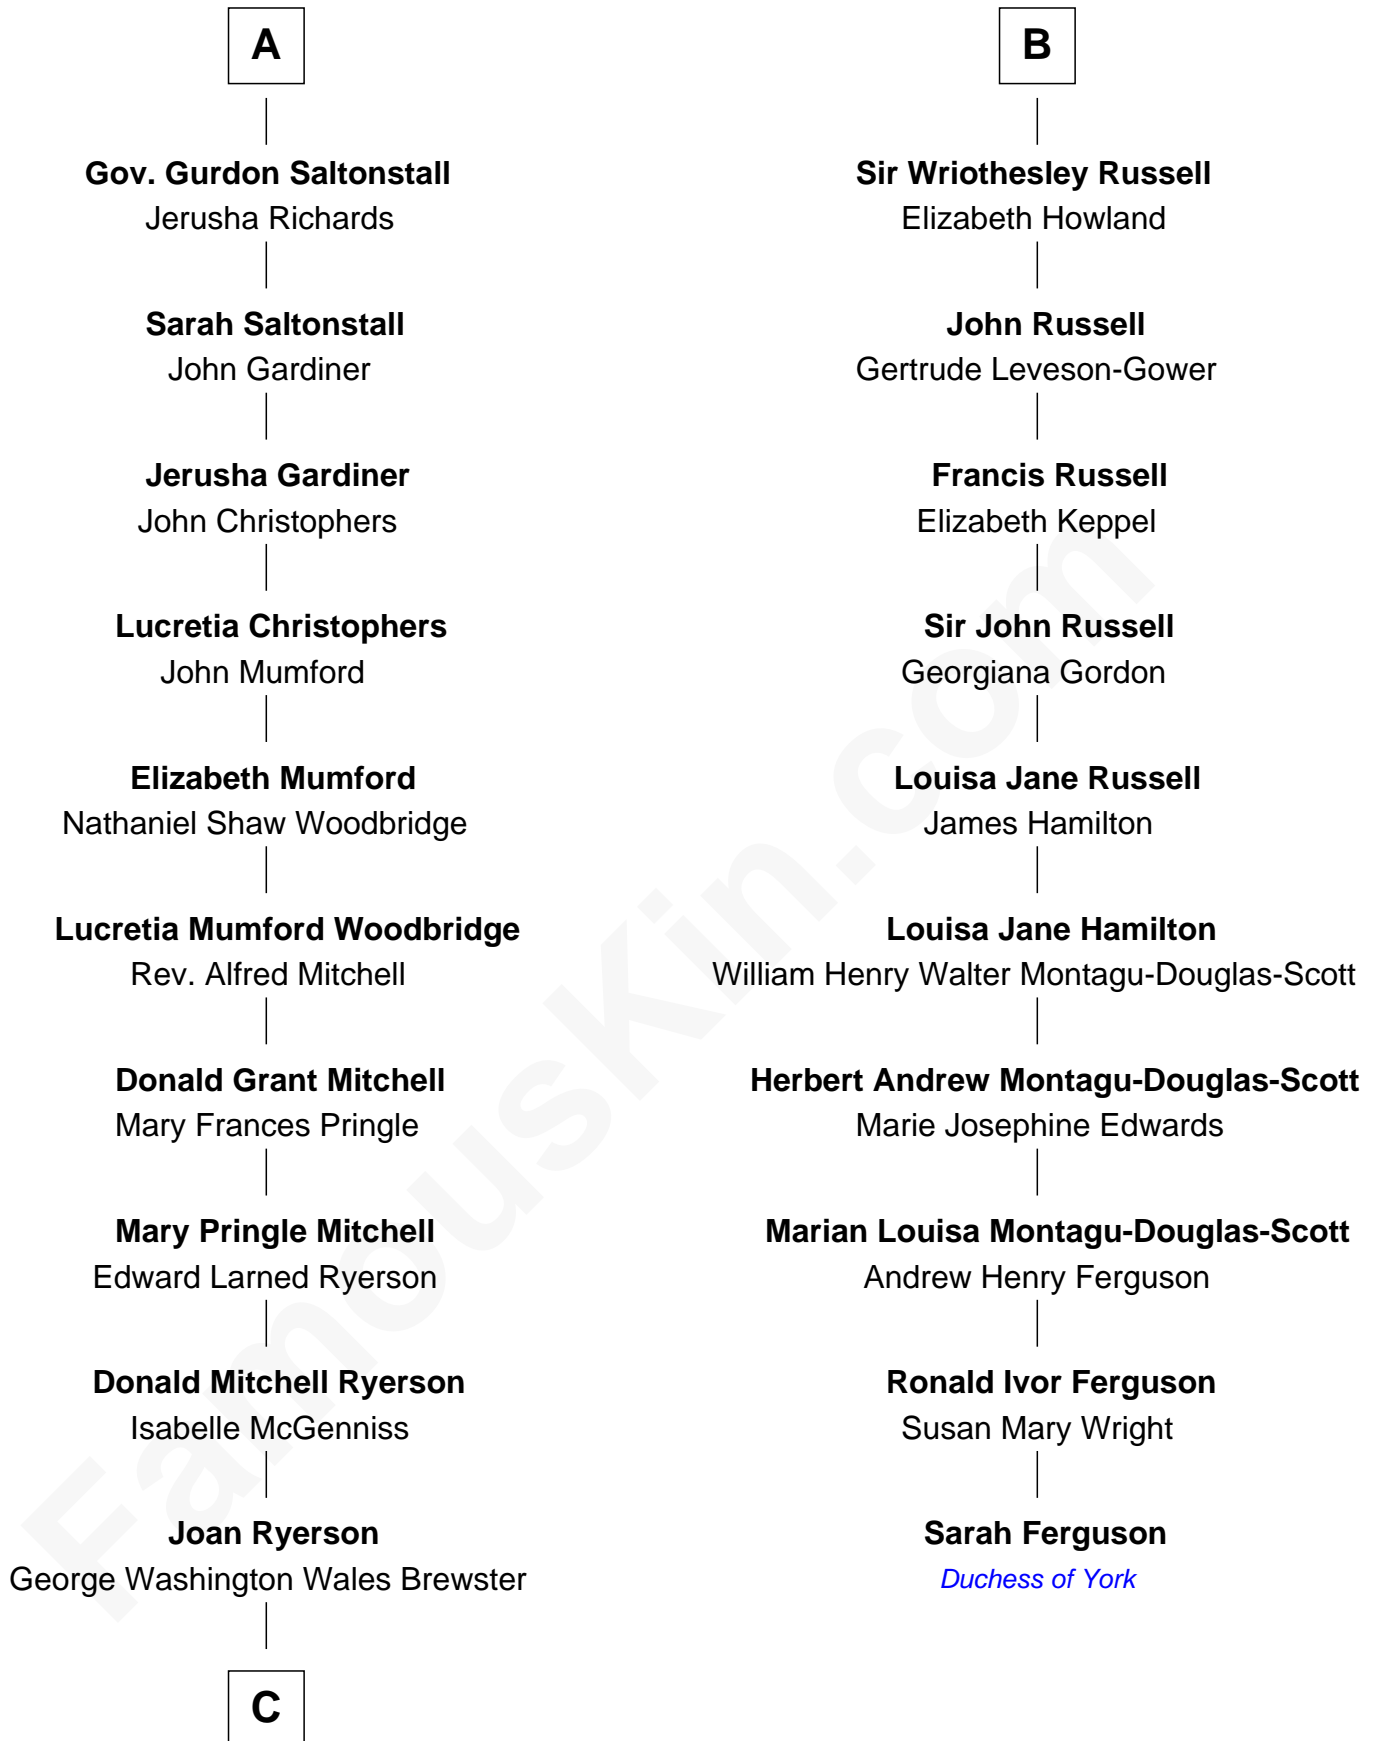 A
Gov. Gurdon Saltonstall
Jerusha Richards
Sarah Saltonstall
John Gardiner
Jerusha Gardiner
John Christophers
Lucretia Christophers
John Mumford
Elizabeth Mumford
Nathaniel Shaw Woodbridge
Lucretia Mumford Woodbridge
Rev. Alfred Mitchell
Donald Grant Mitchell
Mary Frances Pringle
Mary Pringle Mitchell
Edward Larned Ryerson
Donald Mitchell Ryerson
Isabelle McGenniss
Joan Ryerson
George Washington Wales Brewster
C
B
Sir Wriothesley Russell
Elizabeth Howland
John Russell
Gertrude Leveson-Gower
Francis Russell
Elizabeth Keppel
Sir John Russell
Georgiana Gordon
Louisa Jane Russell
James Hamilton
Louisa Jane Hamilton
William Henry Walter Montagu-Douglas-Scott
Herbert Andrew Montagu-Douglas-Scott
Marie Josephine Edwards
Marian Louisa Montagu-Douglas-Scott
Andrew Henry Ferguson
Ronald Ivor Ferguson
Susan Mary Wright
Sarah Ferguson
Duchess of York
FamousKin.com